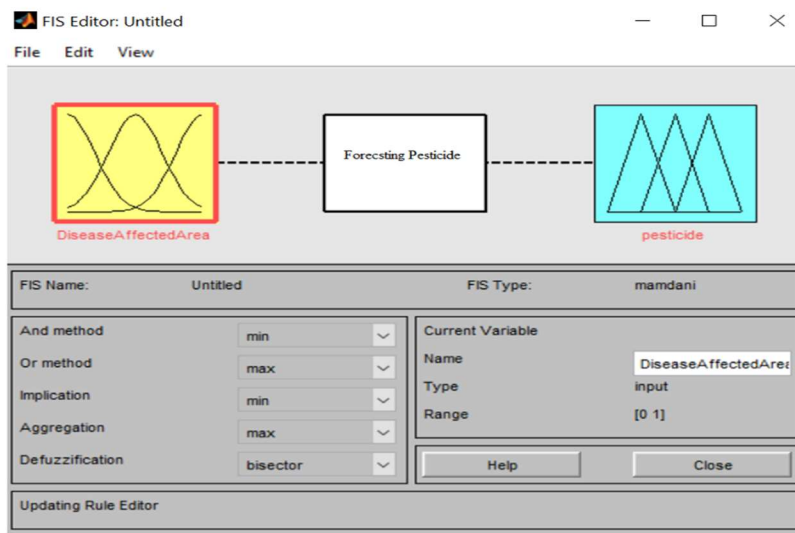 FIS Editor: Untitled
File Edit View
Forecsting Pesticide
DiseaseAffectedArea
pesticide
FIS Name: Untitled FIS Type: mamdani
And method min
Or method max
Implication min
Aggregation max
Defuzzification bisector
Current Variable
Name DiseaseAffectedArea
Type input
Range [0 1]
Help Close
Updating Rule Editor